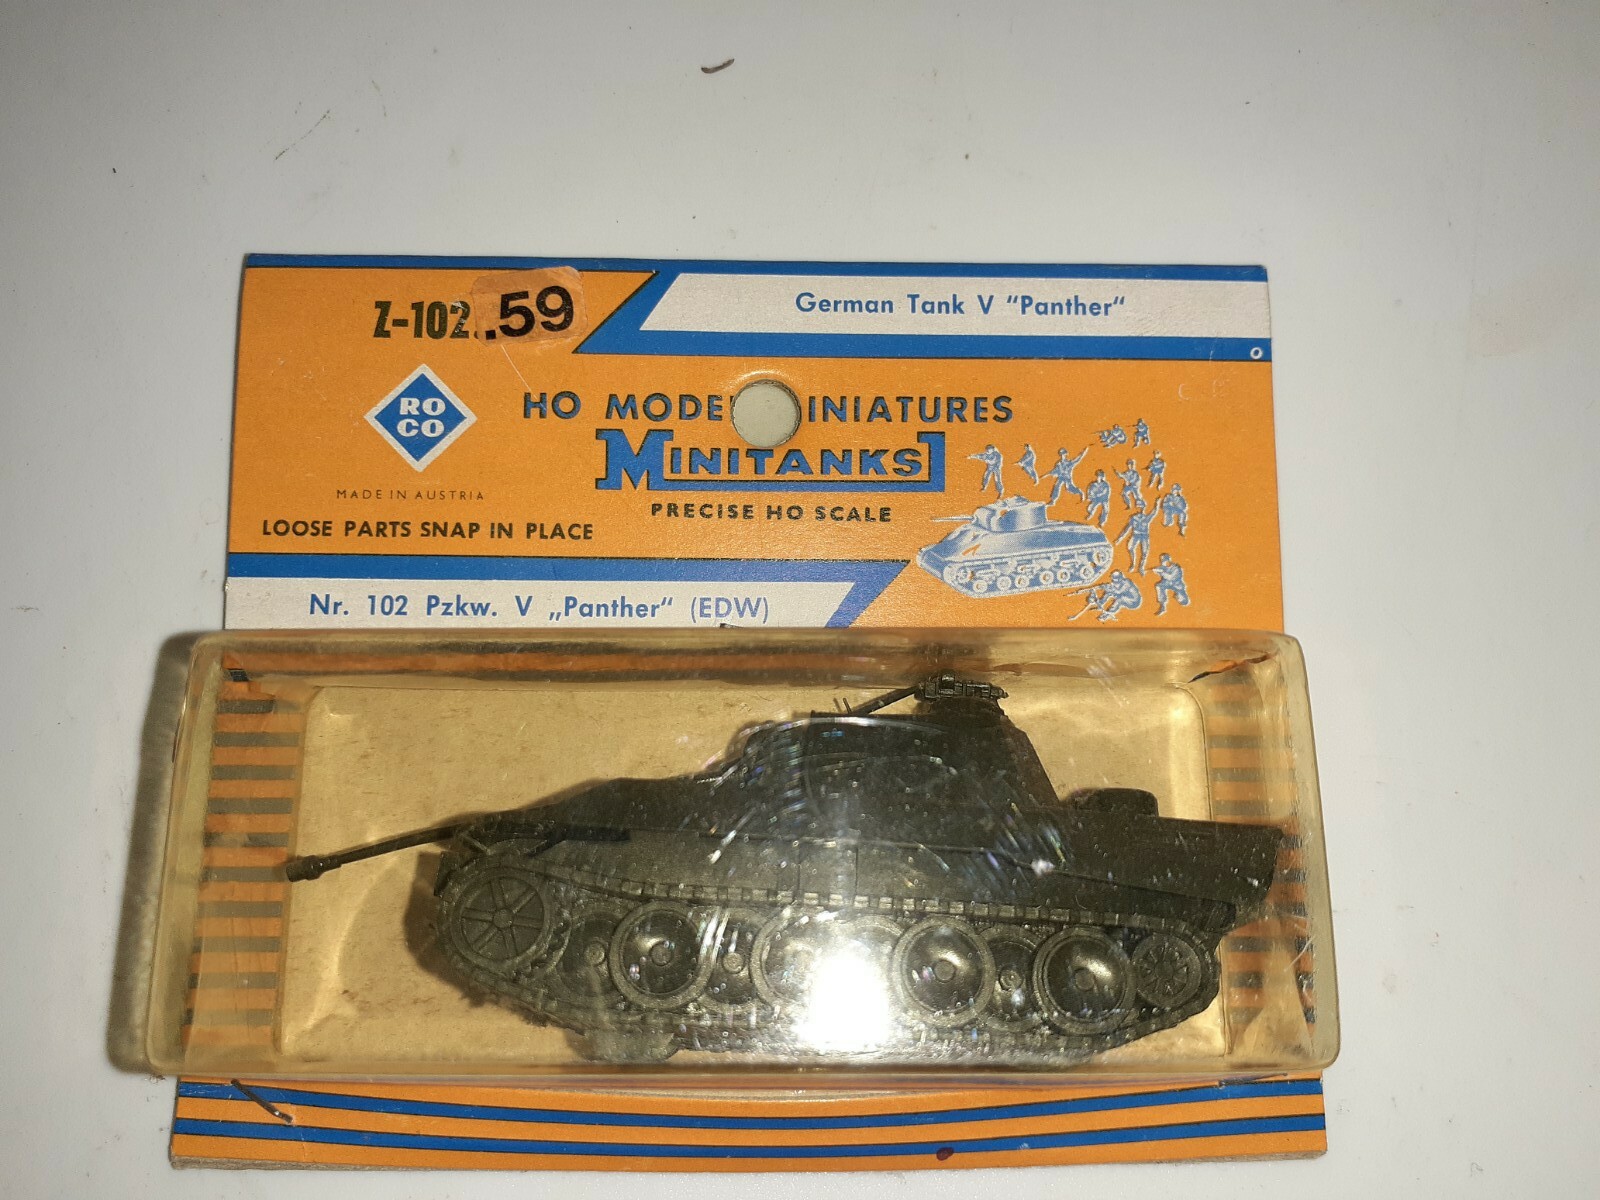 Z-102 .59
German Tank V "Panther"
RO
CO
HO MODE INIATURES
MINITANKS
PRECISE HO SCALE
MADE IN AUSTRIA
LOOSE PARTS SNAP IN PLACE
Nr. 102 Pzkw. V „Panther“ (EDW)